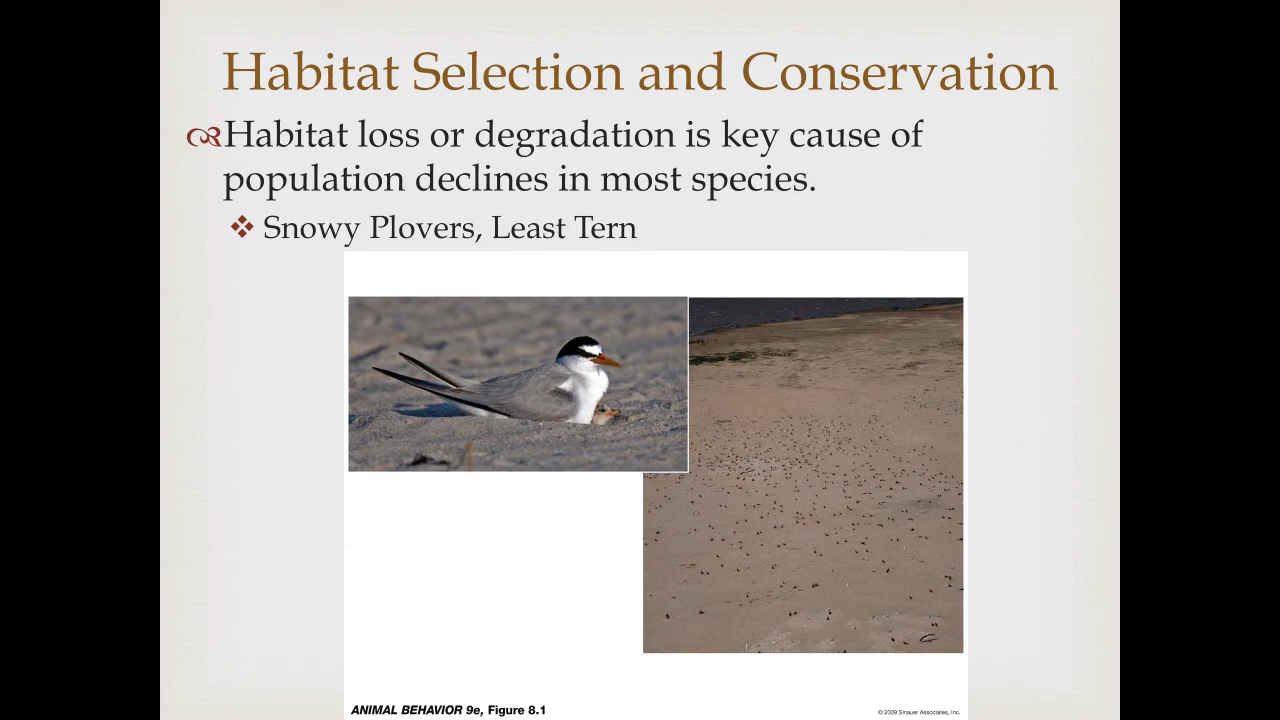 Habitat Selection and Conservation
Habitat loss or degradation is key cause of
population declines in most species.
Snowy Plovers, Least Tern
ANIMAL BEHAVIOR 9e, Figure 8.1
© 2009 Sinauer Associates, Inc.